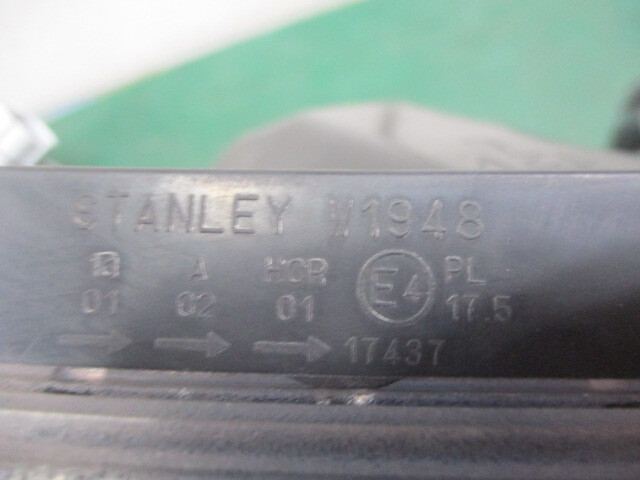 STANLEY W1948
A HCR E4 PL
01 02 01 17.5
→ → → 17437